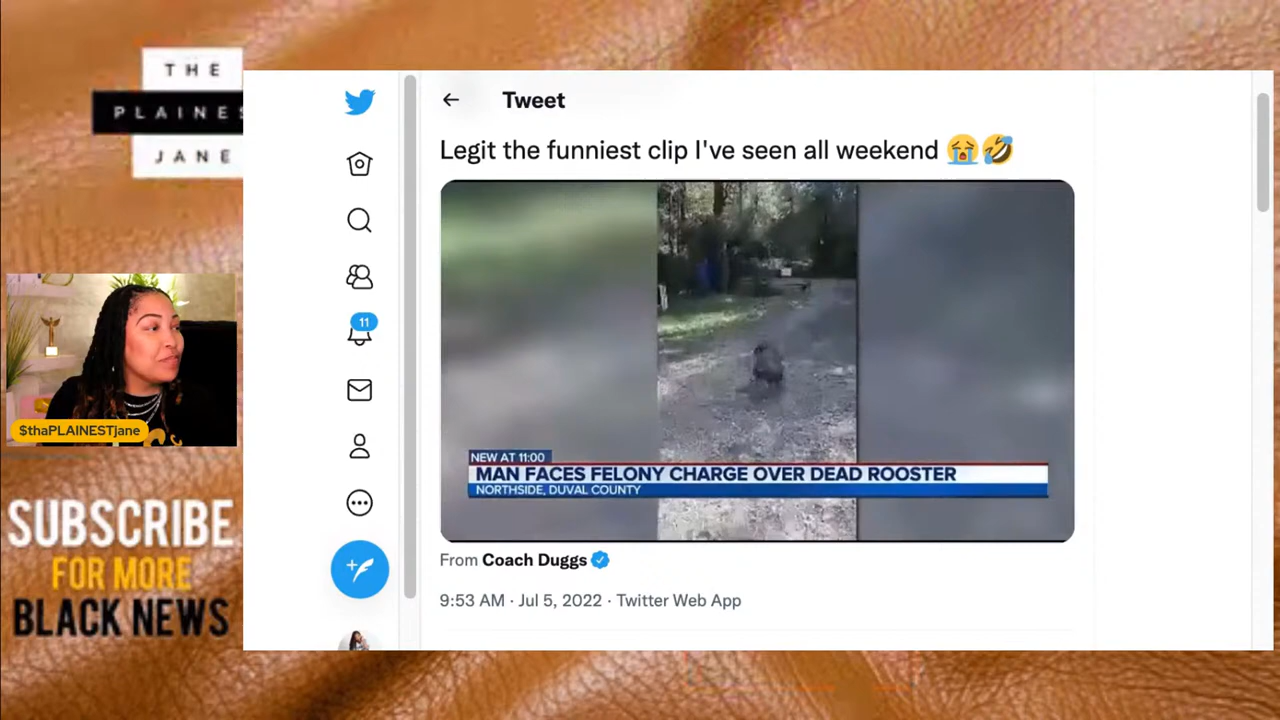 THE
PLAINES
JANE
Tweet
Legit the funniest clip I've seen all weekend 😭🤣
11
NEW AT 11:00
MAN FACES FELONY CHARGE OVER DEAD ROOSTER
NORTHSIDE, DUVAL COUNTY
From Coach Duggs
9:53 AM · Jul 5, 2022 · Twitter Web App
$thaPLAINESTjane
SUBSCRIBE
FOR MORE
BLACK NEWS